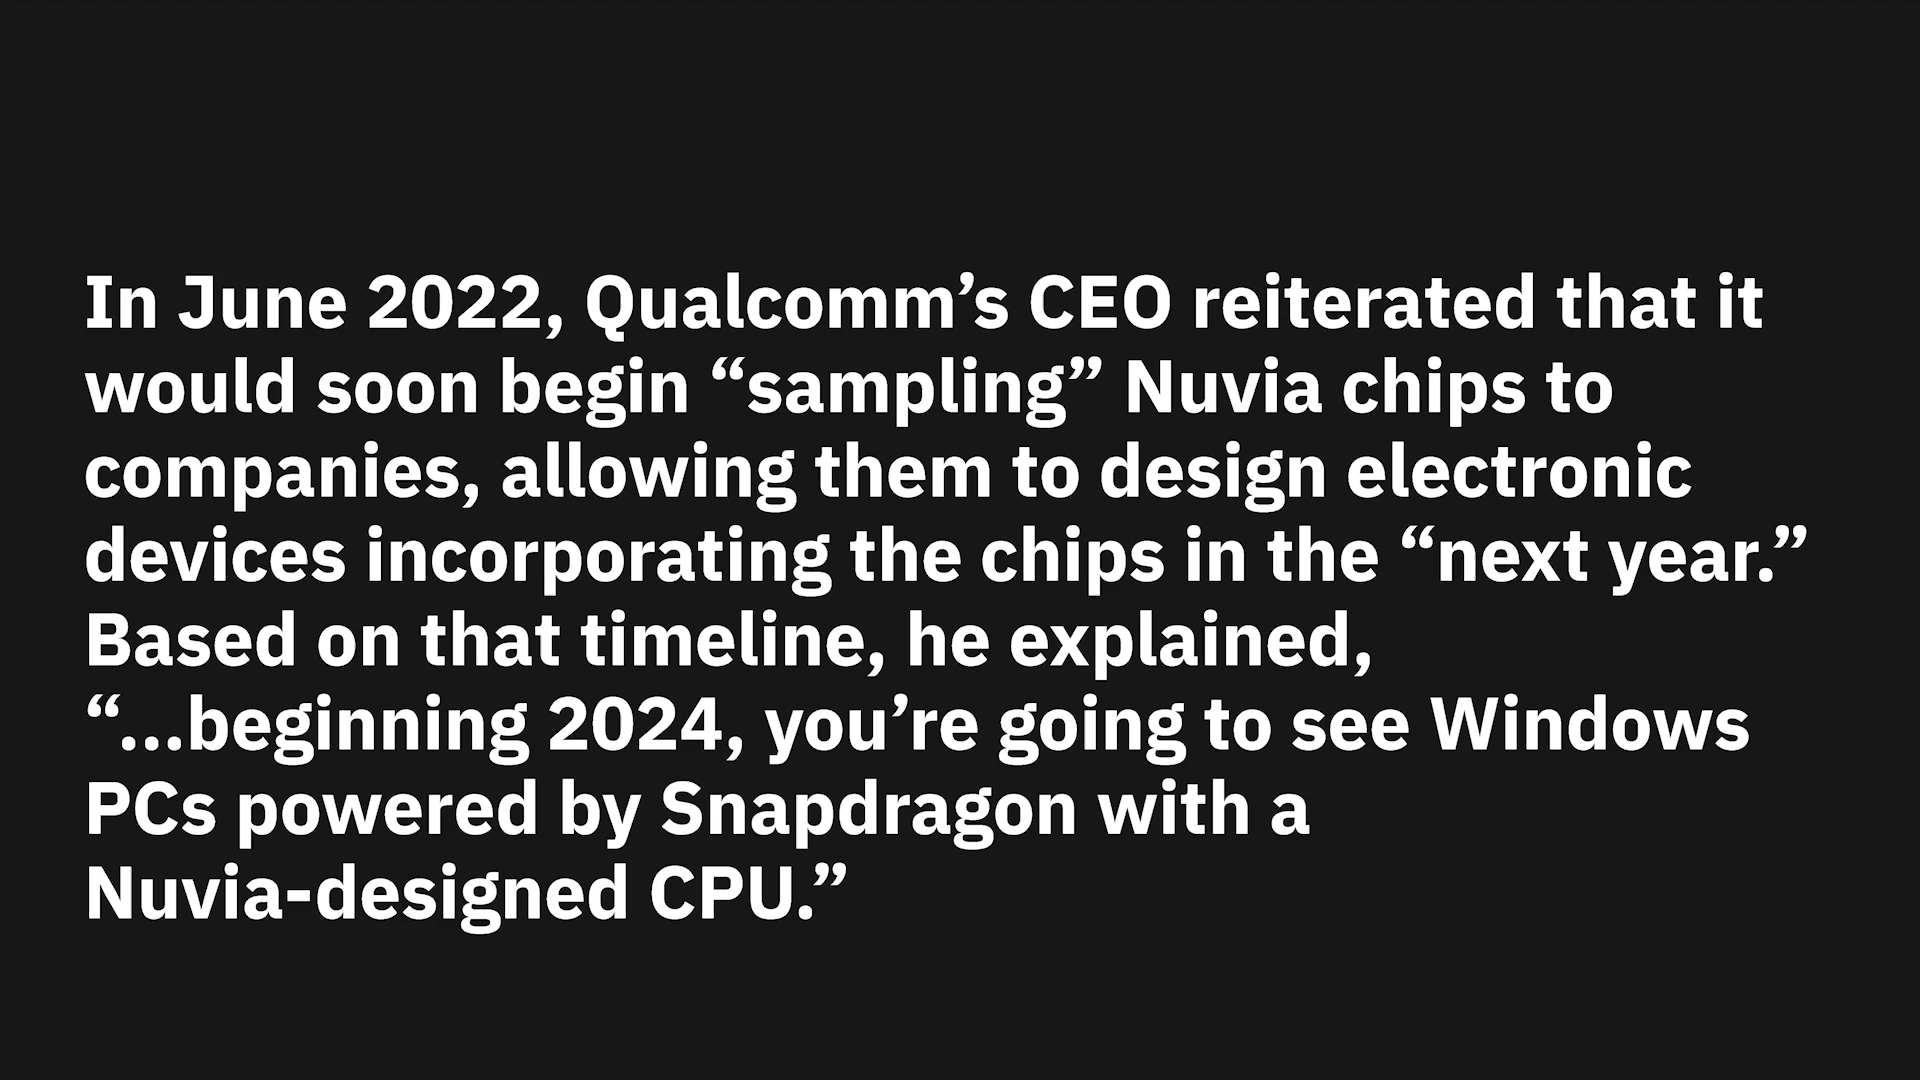 In June 2022, Qualcomm’s CEO reiterated that it
would soon begin “sampling” Nuvia chips to
companies, allowing them to design electronic
devices incorporating the chips in the “next year.”
Based on that timeline, he explained,
“…beginning 2024, you’re going to see Windows
PCs powered by Snapdragon with a
Nuvia-designed CPU.”